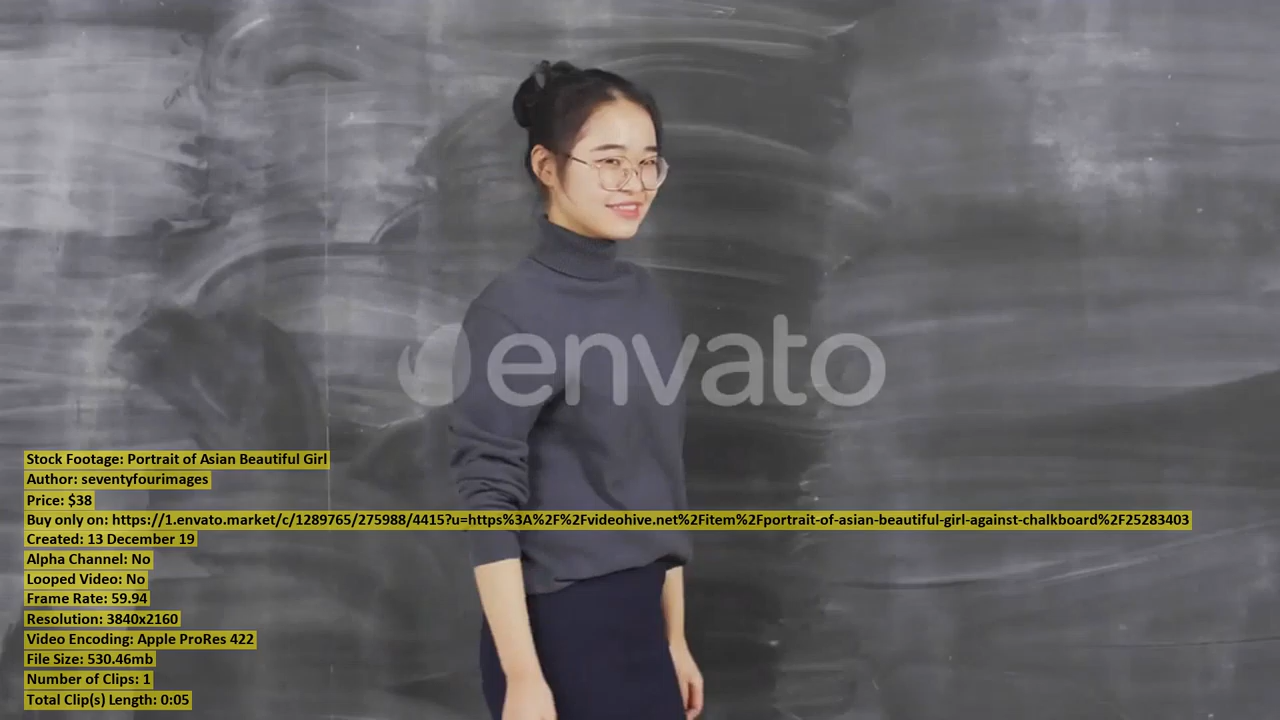 envato
Stock Footage: Portrait of Asian Beautiful Girl
Author: seventyfourimages
Price: $38
Buy only on: https://1.envato.market/c/1289765/275988/4415?u=https%3A%2F%2Fvideohive.net%2Fitem%2Fportrait-of-asian-beautiful-girl-against-chalkboard%2F25283403
Created: 13 December 19
Alpha Channel: No
Looped Video: No
Frame Rate: 59.94
Resolution: 3840x2160
Video Encoding: Apple ProRes 422
File Size: 530.46mb
Number of Clips: 1
Total Clip(s) Length: 0:05